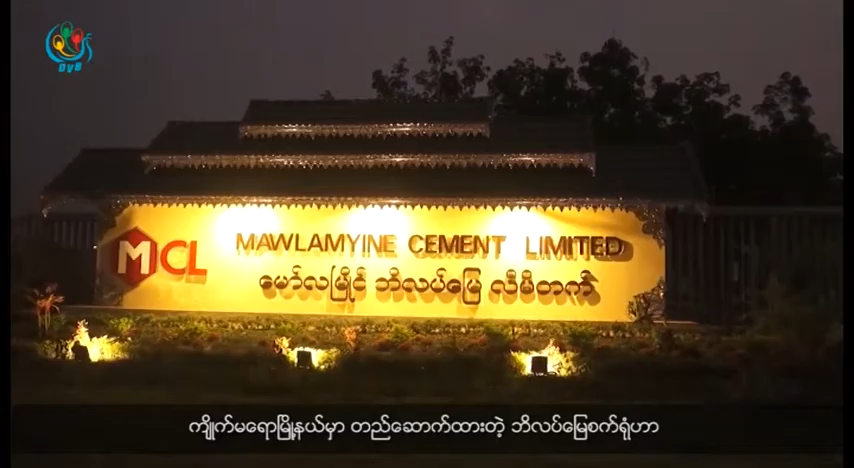 DVB
MCL
MAWLAMYINE CEMENT LIMITED
မော်လမြိုင် ဘိလပ်မြေ လီမိတက်
ကျိုက်မရောမြို့နယ်မှာ တည်ဆောက်ထားတဲ့ ဘိလပ်မြေစက်ရုံဟာ